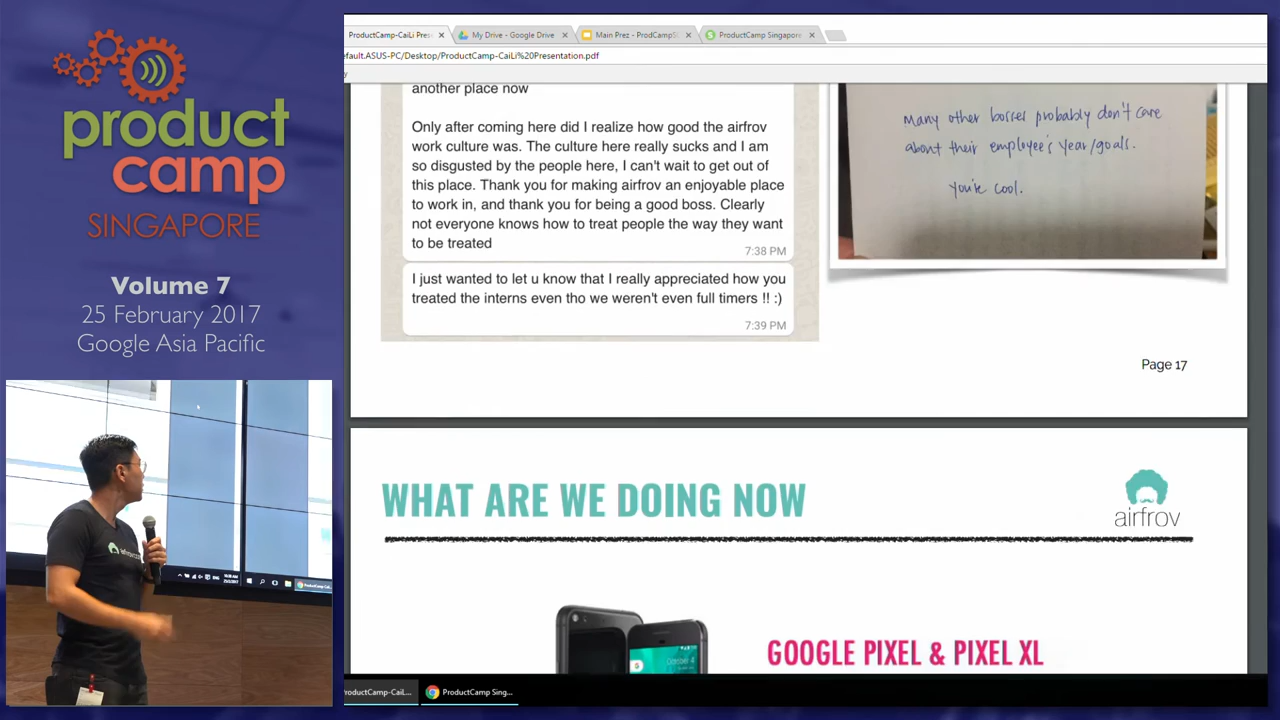 product
camp
SINGAPORE
Volume 7
25 February 2017
Google Asia Pacific
ProductCamp-CaiLi Pres
My Drive - Google Drive
Main Prez - ProdCampSi
ProductCamp Singapore
efault.ASUS-PC/Desktop/ProductCamp-CaiLi%20Presentation.pdf
another place now
Only after coming here did I realize how good the airfrov
work culture was. The culture here really sucks and I am
so disgusted by the people here, I can't wait to get out of
this place. Thank you for making airfrov an enjoyable place
to work in, and thank you for being a good boss. Clearly
not everyone knows how to treat people the way they want
to be treated
7:38 PM
I just wanted to let u know that I really appreciated how you
treated the interns even tho we weren't even full timers !! :)
7:39 PM
Many other bosses probably don't care
about their employee's year/goals.
You're cool.
Page 17
WHAT ARE WE DOING NOW
airfrov
GOOGLE PIXEL & PIXEL XL
October 4
ProductCamp-CaiL...
ProductCamp Sing...